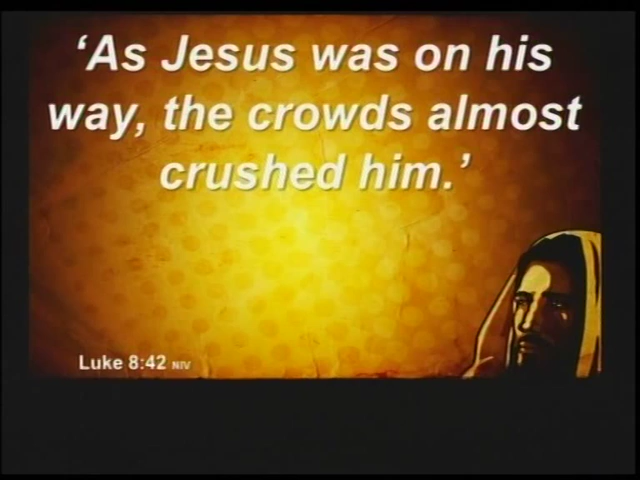 ‘As Jesus was on his
way, the crowds almost
crushed him.’
Luke 8:42 NIV